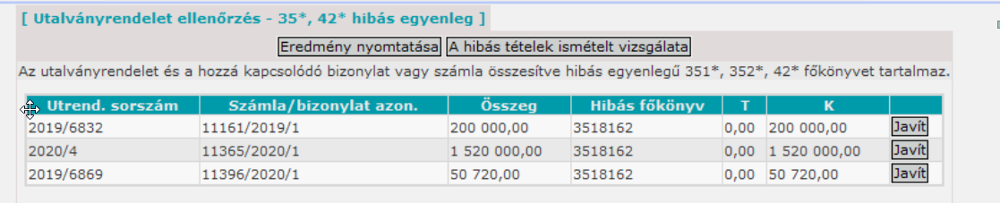 [ Utalványrendelet ellenőrzés - 35*, 42* hibás egyenleg ]
Eredmény nyomtatása A hibás tételek ismételt vizsgálata
Az utalványrendelet és a hozzá kapcsolódó bizonylat vagy számla összesítve hibás egyenlegű 351*, 352*, 42* főkönyvet tartalmaz.
Utrend. sorszám Számla/bizonylat azon. Összeg Hibás főkönyv T K
2019/6832 11161/2019/1 200 000,00 3518162 0,00 200 000,00 Javít
2020/4 11365/2020/1 1 520 000,00 3518162 0,00 1 520 000,00 Javít
2019/6869 11396/2020/1 50 720,00 3518162 0,00 50 720,00 Javít